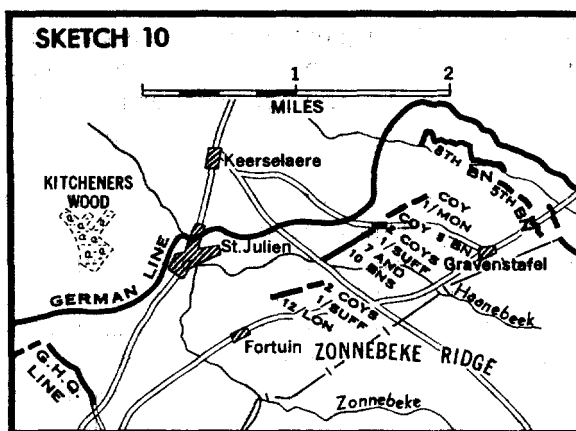 SKETCH 10
1
2
MILES
Keerselaere
KITCHENERS
WOOD
8TH BN
5TH BN
COY
1/MON
COY 8 BN/
2 COYS
1/SUFF
7 AND
10 BNS
St.Julien
Gravenstafel
GERMAN LINE
2 COYS
1/SUFF
12/LON
Haanebeek
Fortuin
ZONNEBEKE RIDGE
G.H.Q.
LINE
Zonnebeke